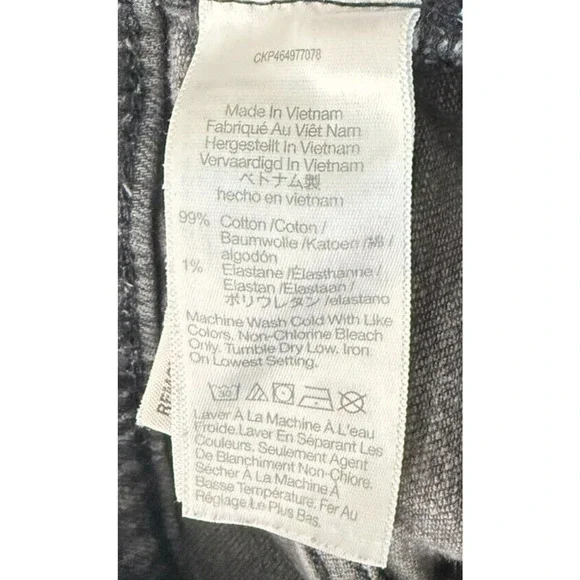 CKP464977078
Made In Vietnam
Fabriqué Au Viêt Nam
Hergestellt In Vietnam
Vervaardigd In Vietnam
ベトナム製
hecho en vietnam
99% Cotton /Coton /
Baumwolle /Katoen /綿 /
algodón
1% Elastane /Élasthanne /
Elastan /Elastaan /
ポリウレタン /elastano
Machine Wash Cold With Like
Colors. Non-Chlorine Bleach
Only. Tumble Dry Low. Iron
On Lowest Setting.
Laver À La Machine À L'eau
Froide.Laver En Séparant Les
Couleurs. Seulement Agent
De Blanchiment Non-Chlore.
Sécher À La Machine À
Basse Température. Fer Au
Réglage Le Plus Bas.